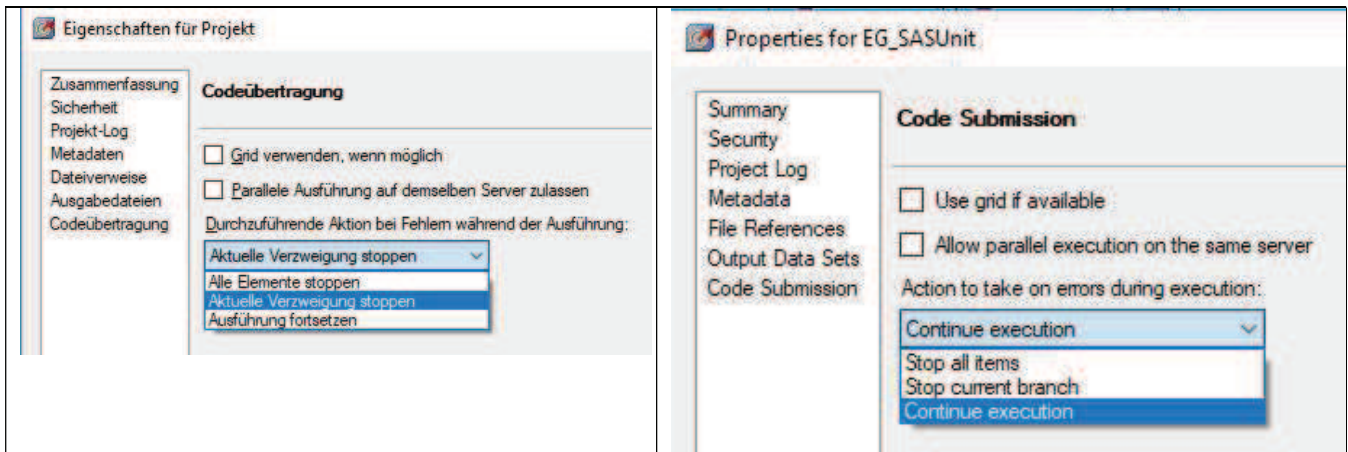 Eigenschaften für Projekt
Zusammenfassung
Sicherheit
Projekt-Log
Metadaten
Dateiverweise
Ausgabedateien
Codeübertragung
Codeübertragung
Grid verwenden, wenn möglich
Parallele Ausführung auf demselben Server zulassen
Durchzuführende Aktion bei Fehlern während der Ausführung:
Aktuelle Verzweigung stoppen
Alle Elemente stoppen
Aktuelle Verzweigung stoppen
Ausführung fortsetzen
Properties for EG_SASUnit
Summary
Security
Project Log
Metadata
File References
Output Data Sets
Code Submission
Code Submission
Use grid if available
Allow parallel execution on the same server
Action to take on errors during execution:
Continue execution
Stop all items
Stop current branch
Continue execution